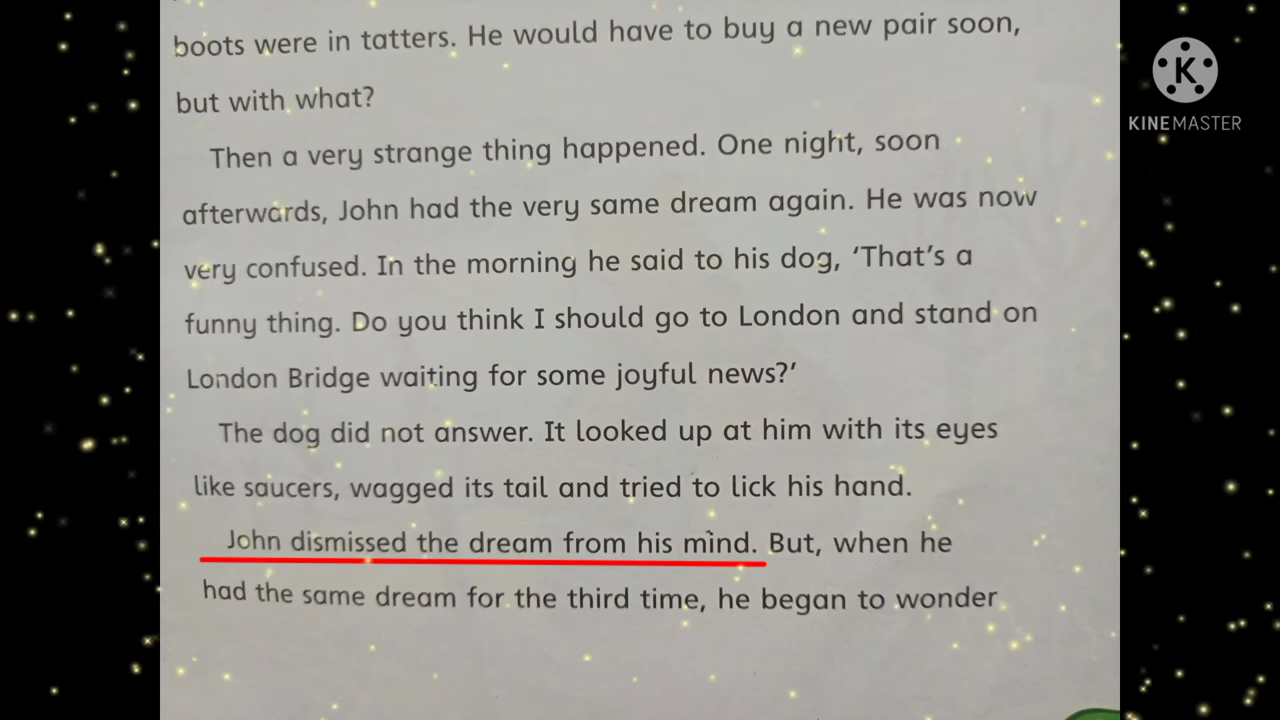 boots were in tatters. He would have to buy a new pair soon,
but with what?
Then a very strange thing happened. One night, soon
afterwards, John had the very same dream again. He was now
very confused. In the morning he said to his dog, ‘That’s a
funny thing. Do you think I should go to London and stand on
London Bridge waiting for some joyful news?’
The dog did not answer. It looked up at him with its eyes
like saucers, wagged its tail and tried to lick his hand.
John dismissed the dream from his mind. But, when he
had the same dream for the third time, he began to wonder
K
KINEMASTER